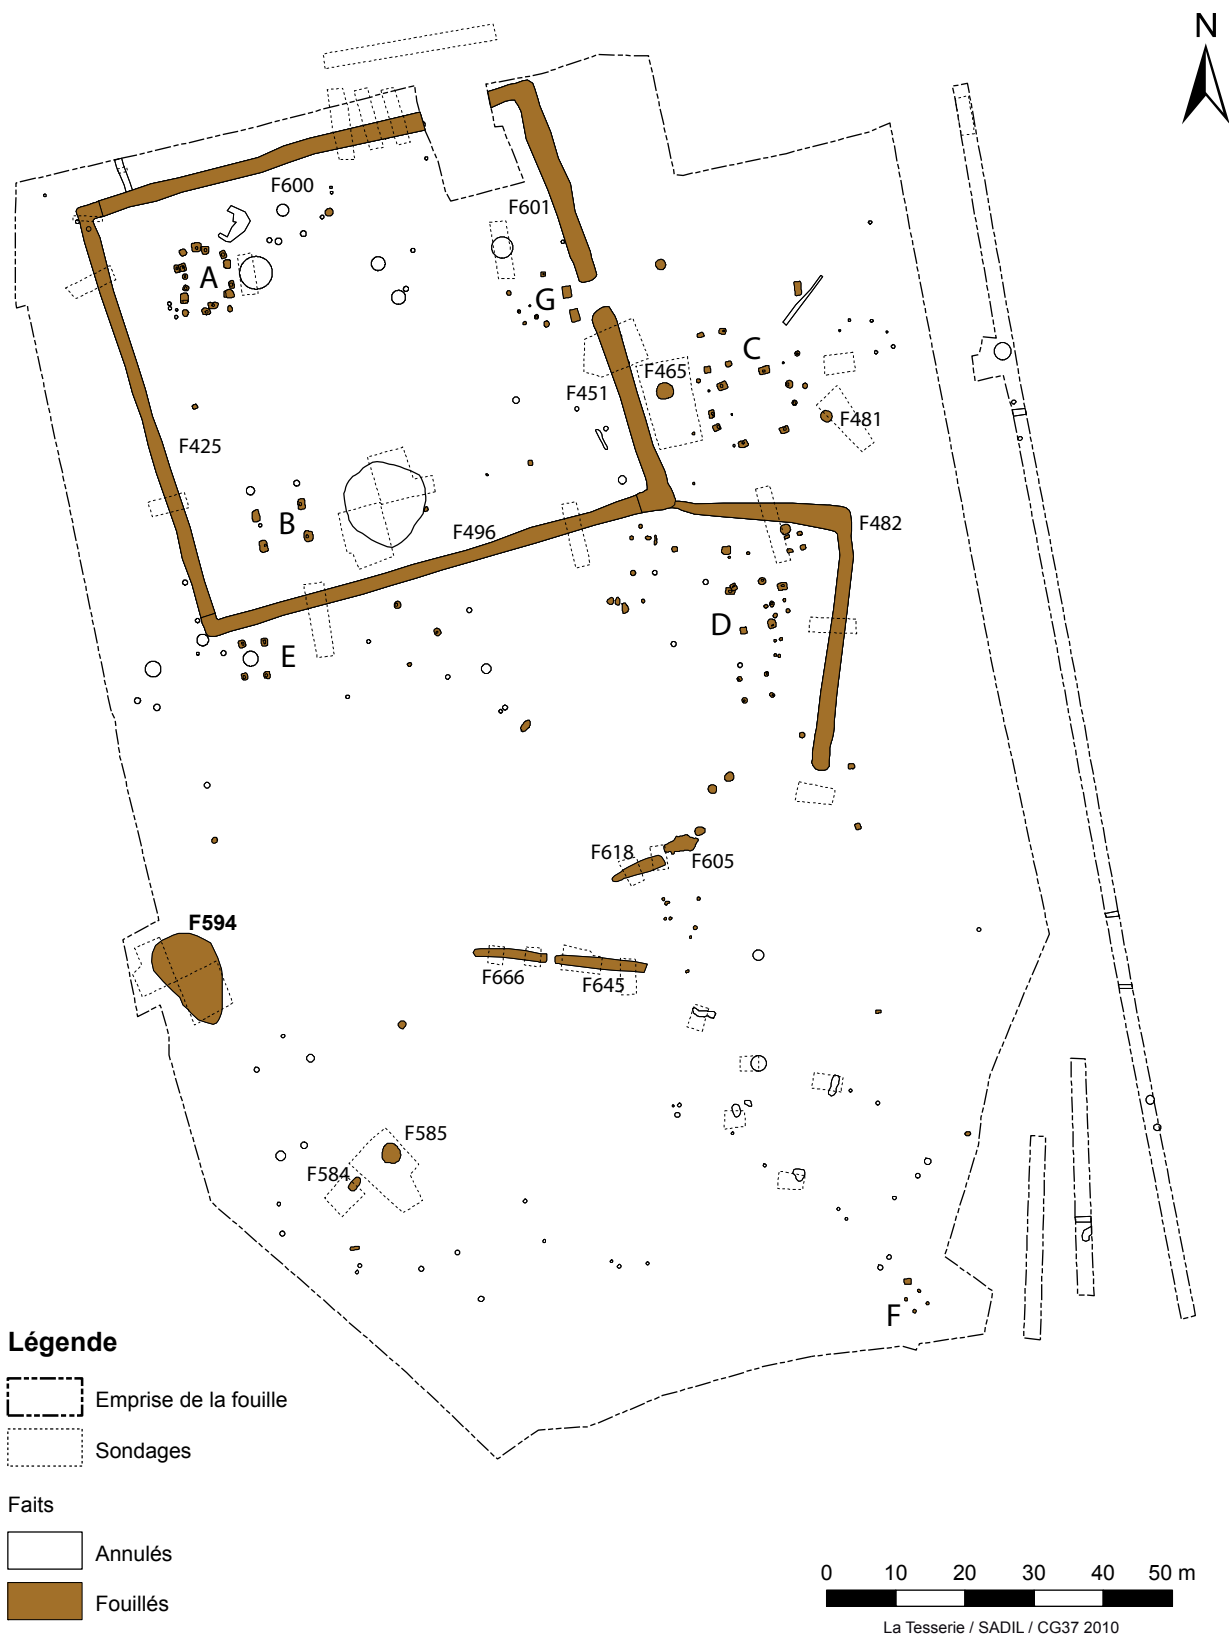 N
F600
F601
A
G
C
F465
F451
F481
F425
B
F496
F482
D
E
F618
F605
F594
F666
F645
F585
F584
F
Légende
Emprise de la fouille
Sondages
Faits
Annulés
Fouillés
0 10 20 30 40 50 m
La Tesserie / SADIL / CG37 2010